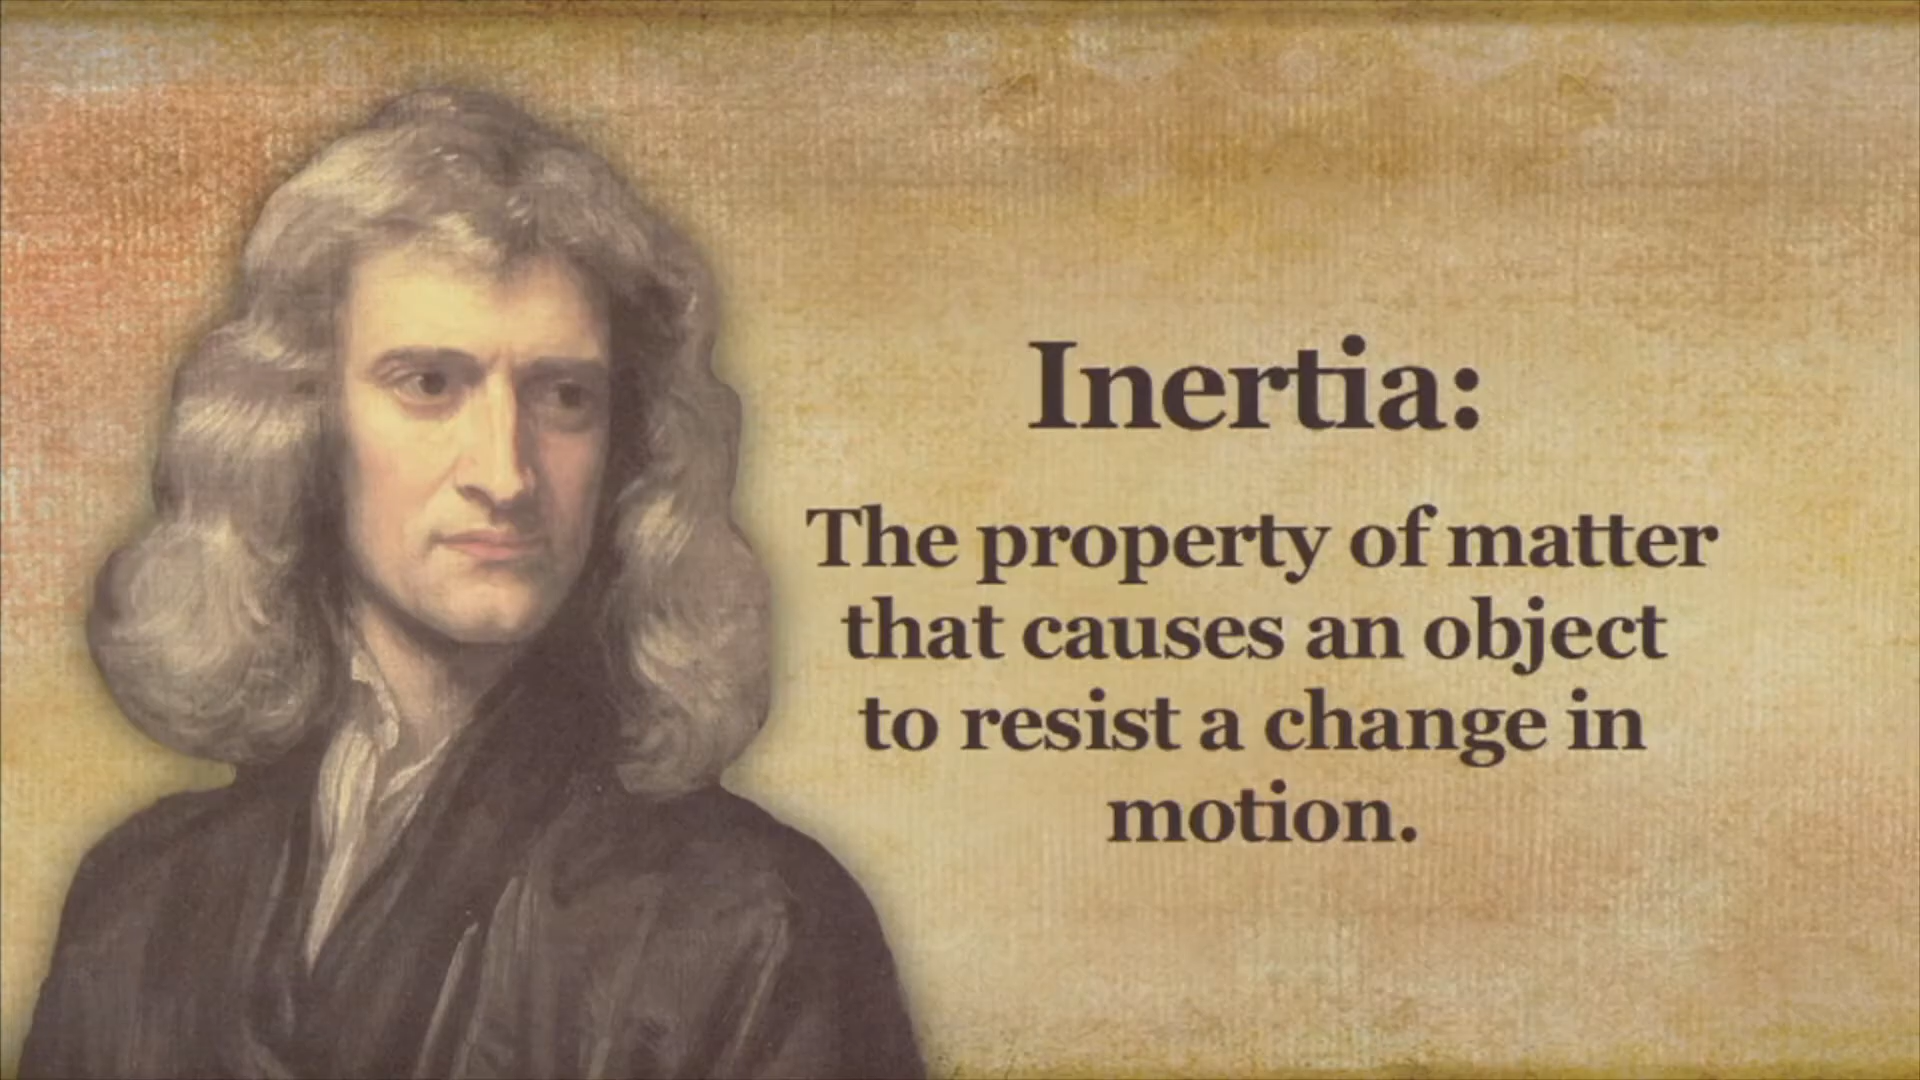 Inertia:
The property of matter
that causes an object
to resist a change in
motion.